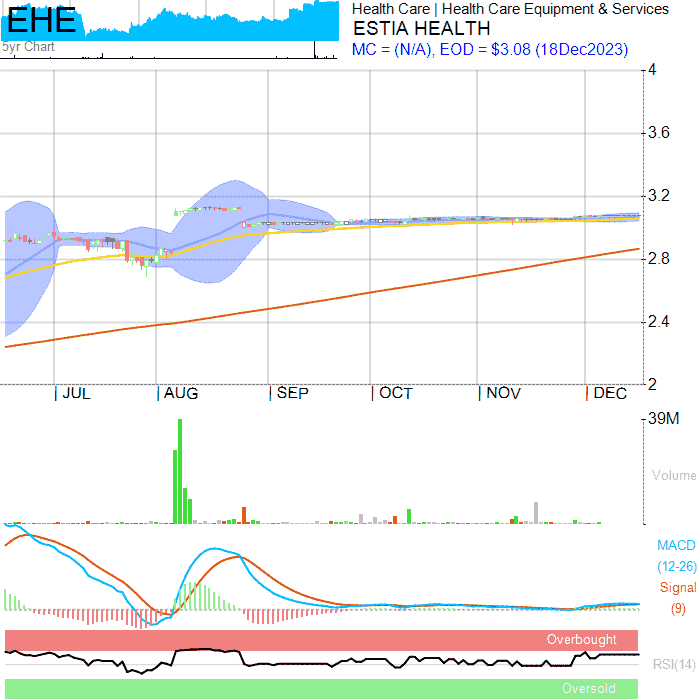 EHE
5yr Chart
Health Care | Health Care Equipment & Services
ESTIA HEALTH
MC = (N/A), EOD = $3.08 (18Dec2023)
4
3.6
3.2
2.8
2.4
2
JUL AUG SEP OCT NOV DEC
39M
Volume
MACD
(12-26)
Signal
(9)
Overbought
RSI(14)
Oversold